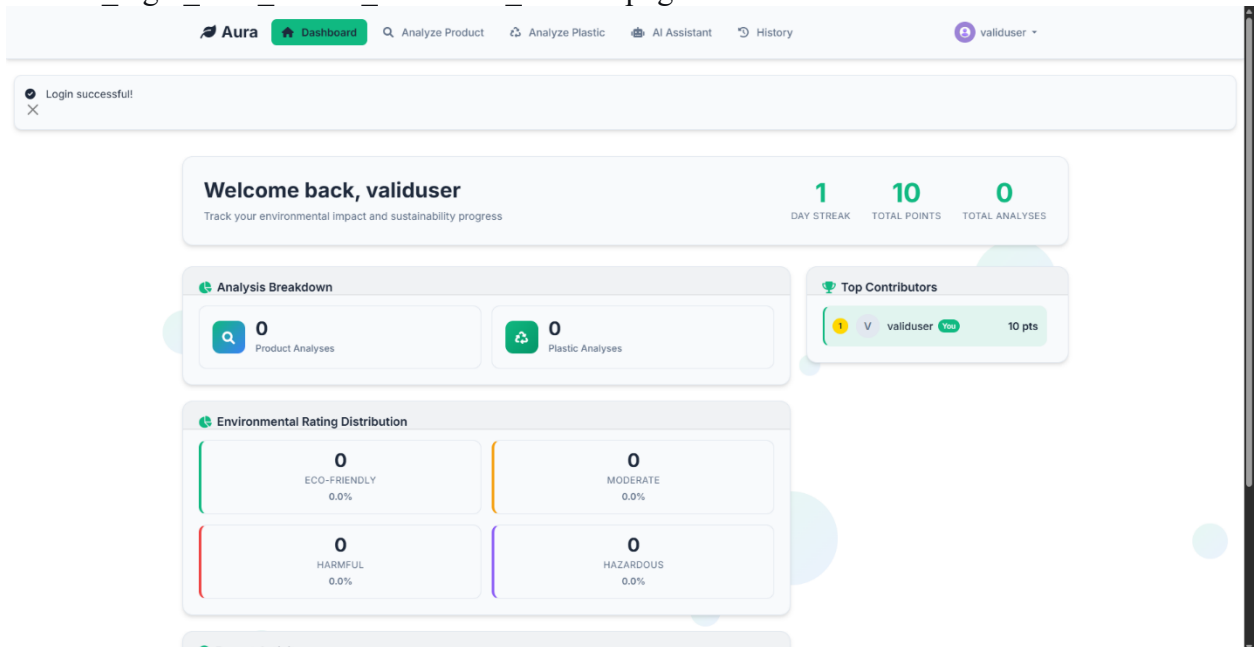 Aura Dashboard Analyze Product Analyze Plastic AI Assistant History validuser
Login successful!
Welcome back, validuser
Track your environmental impact and sustainability progress
1 10 0
DAY STREAK TOTAL POINTS TOTAL ANALYSES
Analysis Breakdown
0
Product Analyses
0
Plastic Analyses
Top Contributors
1 V validuser You 10 pts
Environmental Rating Distribution
0
ECO-FRIENDLY
0.0%
0
MODERATE
0.0%
0
HARMFUL
0.0%
0
HAZARDOUS
0.0%